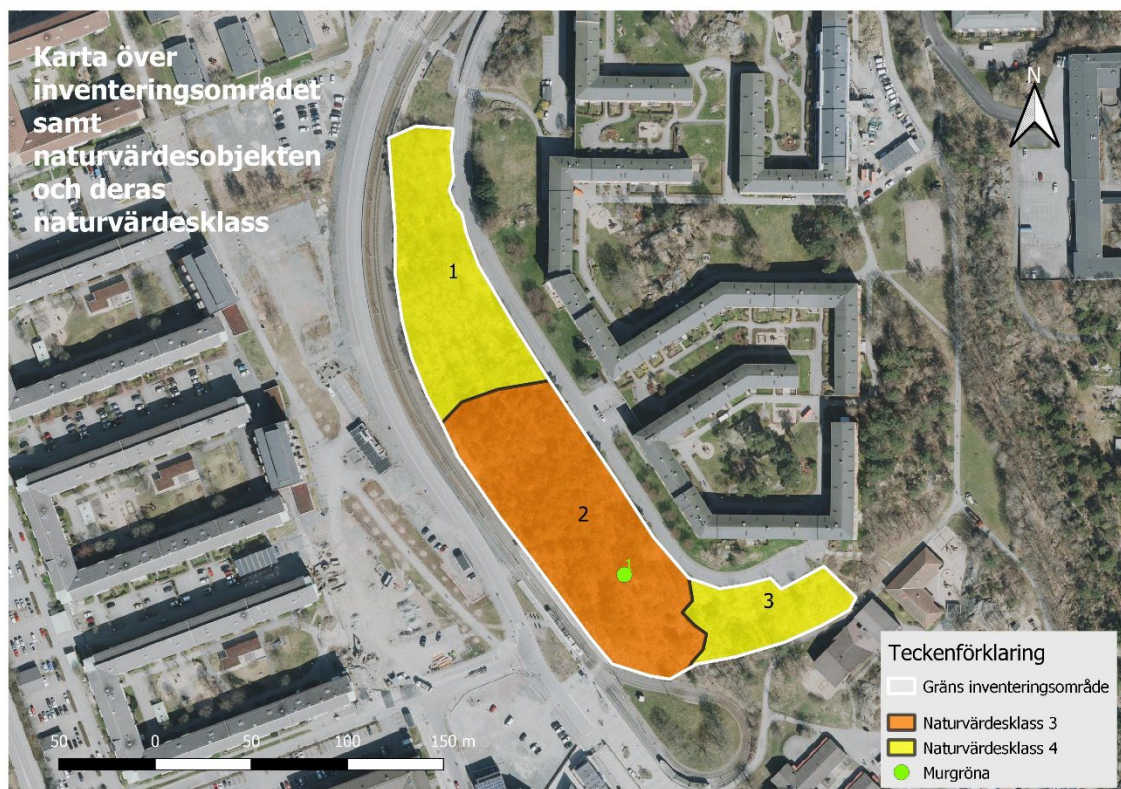 Karta över
inventeringsområdet
samt
naturvärdesobjekten
och deras
naturvärdesklass
N
1
2
1
3
Teckenförklaring
Gräns inventeringsområde
Naturvärdesklass 3
Naturvärdesklass 4
Murgröna
50 0 50 100 150 m